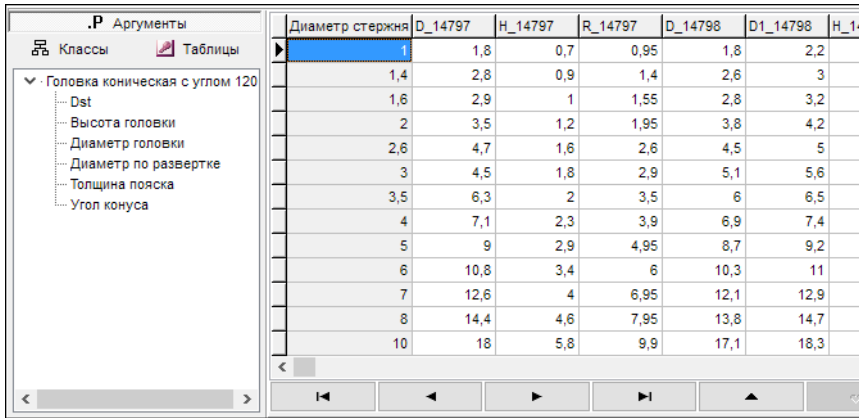 .P Аргументы
Классы Таблицы
Головка коническая с углом 120
Dst
Высота головки
Диаметр головки
Диаметр по развертке
Толщина пояска
Угол конуса
Диаметр стержня D_14797 H_14797 R_14797 D_14798 D1_14798 H_14
1 1,8 0,7 0,95 1,8 2,2
1,4 2,8 0,9 1,4 2,6 3
1,6 2,9 1 1,55 2,8 3,2
2 3,5 1,2 1,95 3,8 4,2
2,6 4,7 1,6 2,6 4,5 5
3 4,5 1,8 2,9 5,1 5,6
3,5 6,3 2 3,5 6 6,5
4 7,1 2,3 3,9 6,9 7,4
5 9 2,9 4,95 8,7 9,2
6 10,8 3,4 6 10,3 11
7 12,6 4 6,95 12,1 12,9
8 14,4 4,6 7,95 13,8 14,7
10 18 5,8 9,9 17,1 18,3